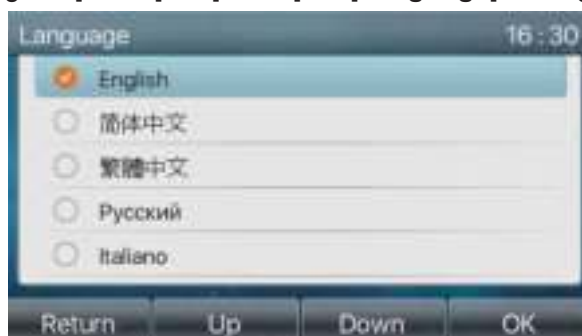 Language 16:30
English
简体中文
繁體中文
Русский
Italiano
Return Up Down OK